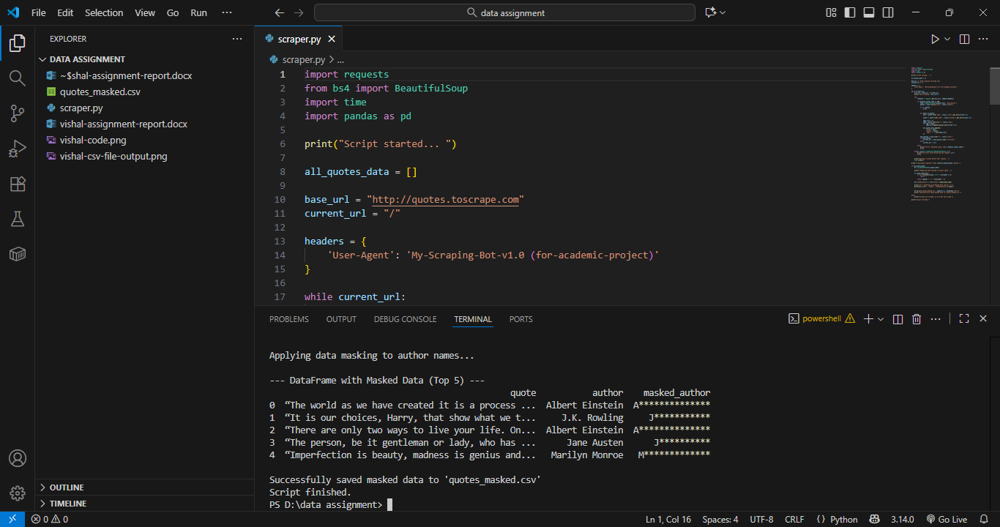 File Edit Selection View Go Run ··· data assignment
EXPLORER ···
DATA ASSIGNMENT
~$shal-assignment-report.docx
quotes_masked.csv
scraper.py
vishal-assignment-report.docx
vishal-code.png
vishal-csv-file-output.png
OUTLINE
TIMELINE
scraper.py
scraper.py > ...
1 import requests
2 from bs4 import BeautifulSoup
3 import time
4 import pandas as pd
5
6 print("Script started... ")
7
8 all_quotes_data = []
9
10 base_url = "http://quotes.toscrape.com"
11 current_url = "/"
12
13 headers = {
14     'User-Agent': 'My-Scraping-Bot-v1.0 (for-academic-project)'
15 }
16
17 while current_url:
PROBLEMS OUTPUT DEBUG CONSOLE TERMINAL PORTS powershell
Applying data masking to author names...
--- DataFrame with Masked Data (Top 5) ---
quote author masked_author
0 “The world as we have created it is a process ... Albert Einstein A**************
1 “It is our choices, Harry, that show what we t... J.K. Rowling J***********
2 “There are only two ways to live your life. On... Albert Einstein A**************
3 “The person, be it gentleman or lady, who has ... Jane Austen J**********
4 “Imperfection is beauty, madness is genius and... Marilyn Monroe M*************
Successfully saved masked data to 'quotes_masked.csv'
Script finished.
PS D:\data assignment>
0 0 Ln 1, Col 16 Spaces: 4 UTF-8 CRLF {} Python 3.14.0 Go Live